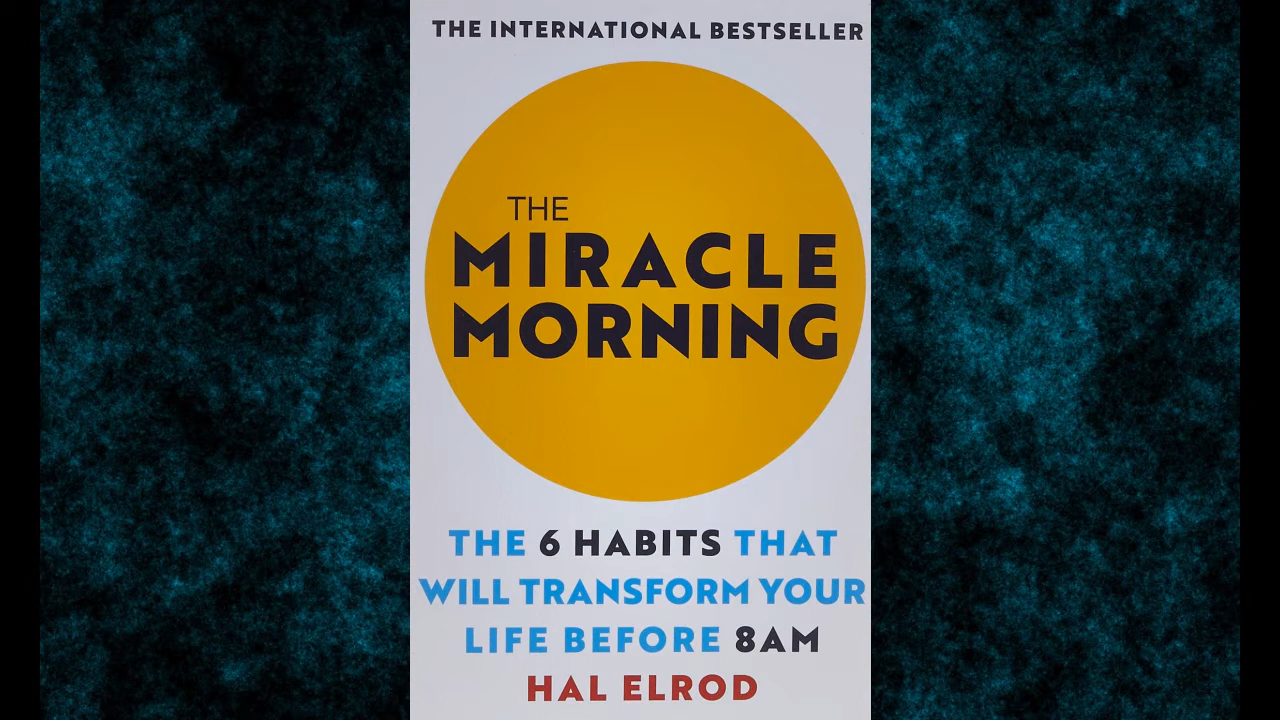 THE INTERNATIONAL BESTSELLER
THE
MIRACLE
MORNING
THE 6 HABITS THAT
WILL TRANSFORM YOUR
LIFE BEFORE 8AM
HAL ELROD